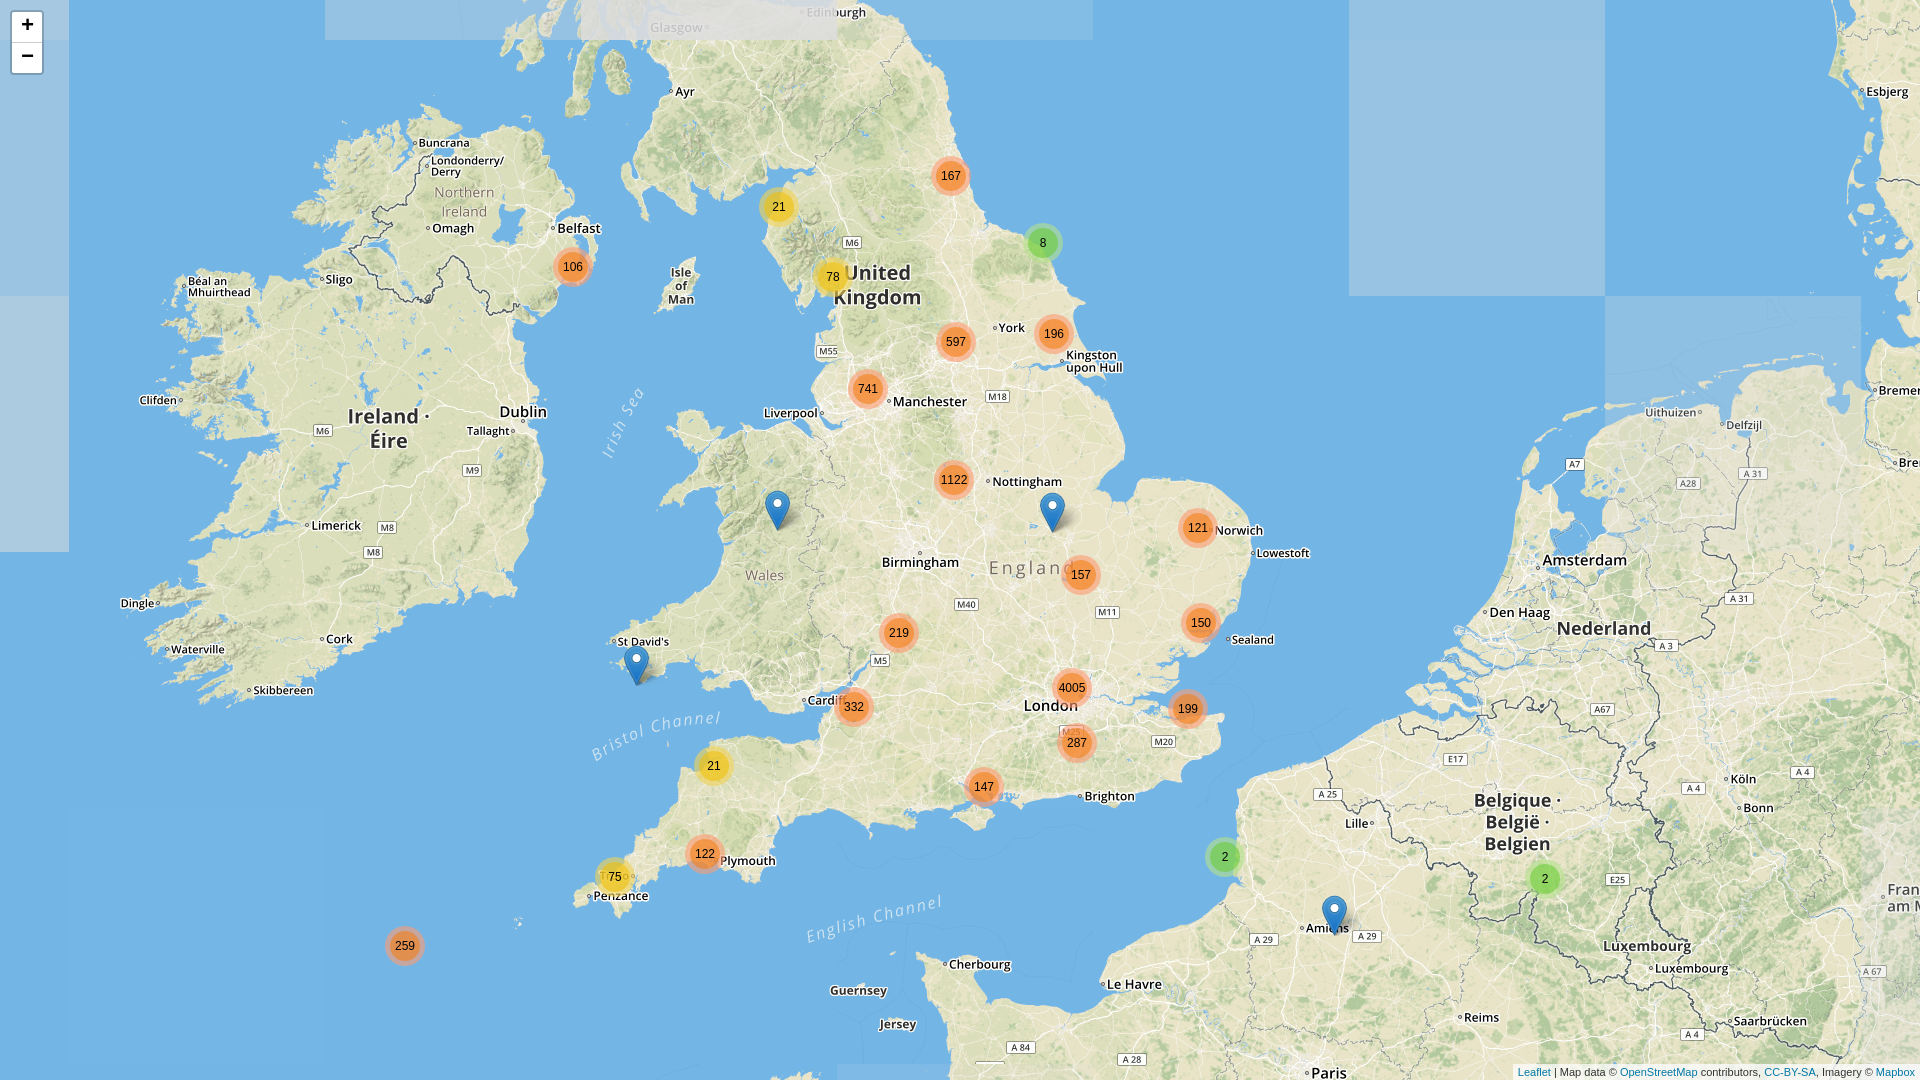 +
−
Edinburgh
Glasgow
Ayr
Esbjerg
Buncrana
Londonderry/
Derry
167
Northern
Ireland
21
Omagh
Belfast
M6
8
106
Isle
of
Man
78
United
Kingdom
Sligo
Béal an
Mhuirthead
York
196
597
M55
Kingston
upon Hull
741
Manchester
M18
Liverpool
Clifden
Ireland ·
Éire
Dublin
Tallaght
M6
M9
Irish Sea
Uithuizen
Delfzijl
A7
A 31
A28
1122
Nottingham
Limerick
M8
M8
121
Norwich
Lowestoft
Birmingham
England
157
Wales
Amsterdam
A 31
Dingle
M40
M11
Den Haag
Nederland
219
150
Cork
St David's
Sealand
A 3
Waterville
M5
Skibbereen
4005
London
Cardiff
332
199
A67
Bristol Channel
M25
287
M20
E17
21
147
Brighton
A 25
Köln
A 4
A 4
Bonn
Lille
Belgique ·
België ·
Belgien
122
Plymouth
2
75
Penzance
2
E25
English Channel
Amiens
A 29
A 29
259
Luxembourg
Luxembourg
A 67
Cherbourg
Le Havre
Guernsey
Jersey
Reims
Saarbrücken
A 4
A 84
A 28
Paris
Leaflet | Map data © OpenStreetMap contributors, CC-BY-SA, Imagery © Mapbox